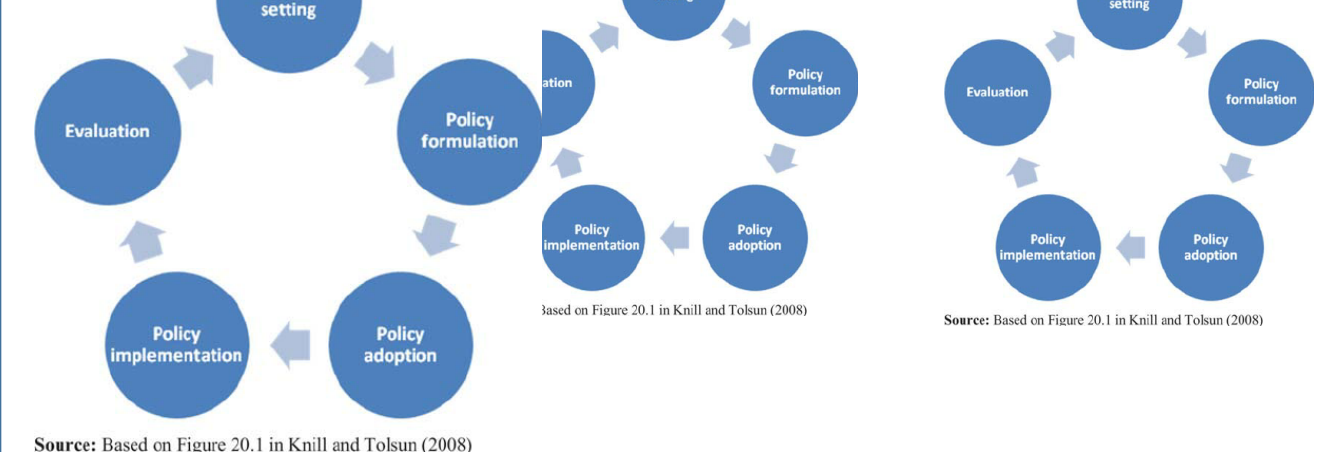 setting
Evaluation
Policy
formulation
Policy
implementation
Policy
adoption
Source: Based on Figure 20.1 in Knill and Tolsun (2008)
ation
Policy
formulation
Policy
implementation
Policy
adoption
Based on Figure 20.1 in Knill and Tolsun (2008)
setting
Evaluation
Policy
formulation
Policy
implementation
Policy
adoption
Source: Based on Figure 20.1 in Knill and Tolsun (2008)